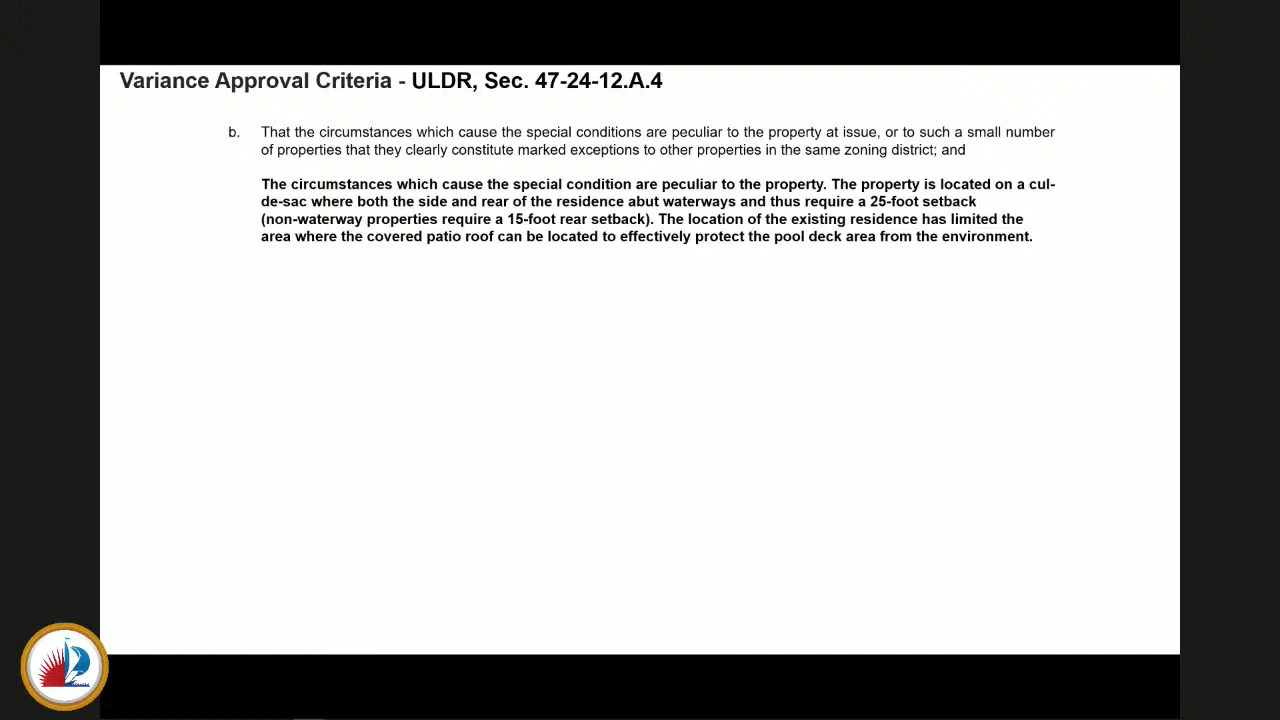 Variance Approval Criteria - ULDR, Sec. 47-24-12.A.4
b. That the circumstances which cause the special conditions are peculiar to the property at issue, or to such a small number
of properties that they clearly constitute marked exceptions to other properties in the same zoning district; and
The circumstances which cause the special condition are peculiar to the property. The property is located on a cul-
de-sac where both the side and rear of the residence abut waterways and thus require a 25-foot setback
(non-waterway properties require a 15-foot rear setback). The location of the existing residence has limited the
area where the covered patio roof can be located to effectively protect the pool deck area from the environment.